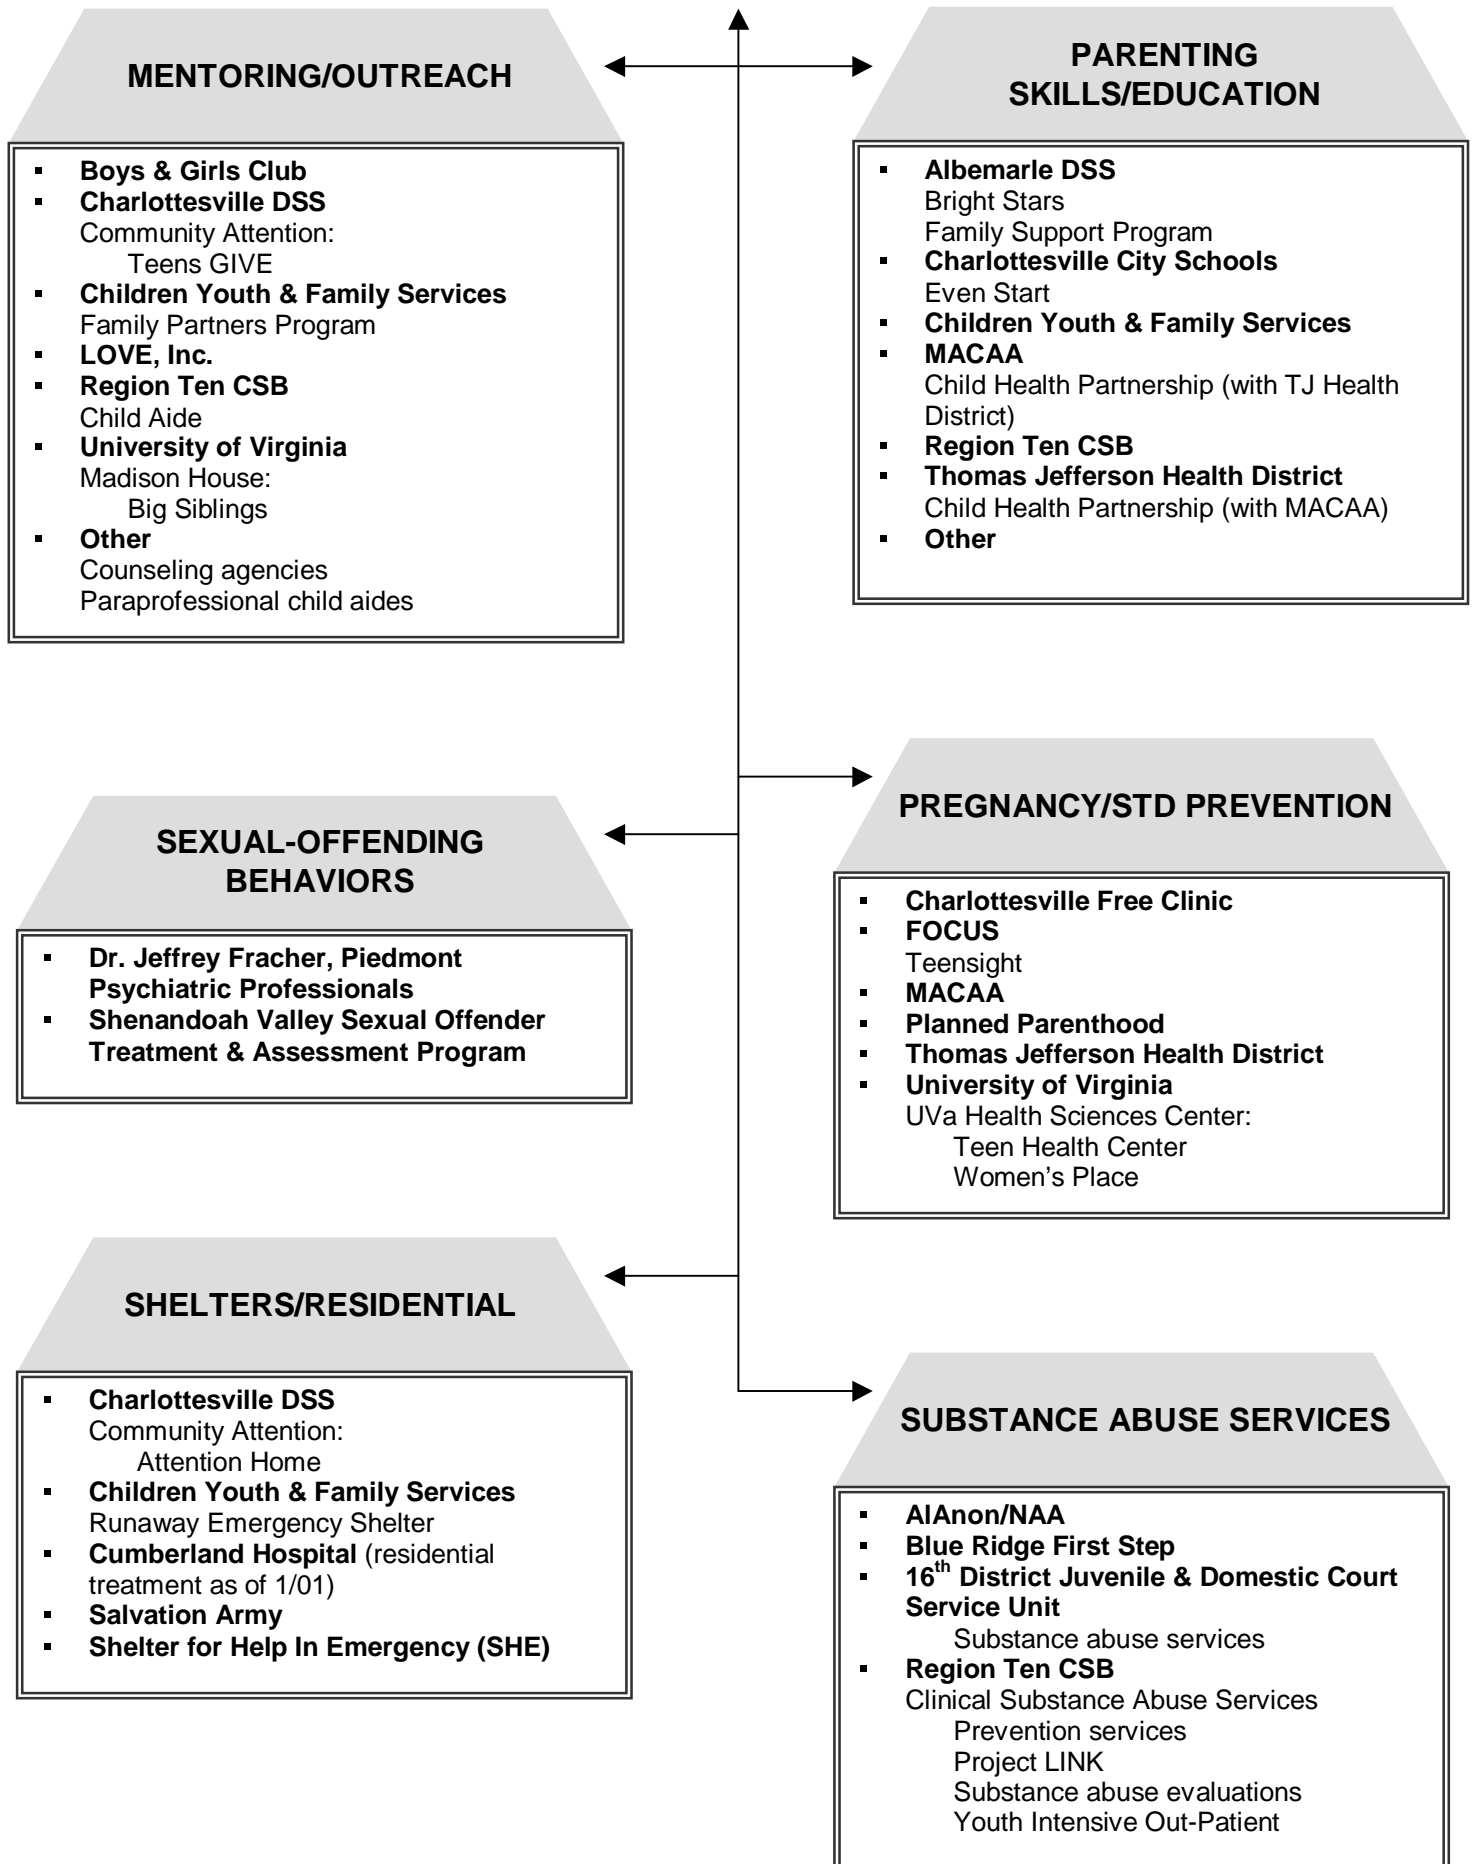 MENTORING/OUTREACH
▪ Boys & Girls Club
▪ Charlottesville DSS
Community Attention:
Teens GIVE
▪ Children Youth & Family Services
Family Partners Program
▪ LOVE, Inc.
▪ Region Ten CSB
Child Aide
▪ University of Virginia
Madison House:
Big Siblings
▪ Other
Counseling agencies
Paraprofessional child aides
PARENTING
SKILLS/EDUCATION
▪ Albemarle DSS
Bright Stars
Family Support Program
▪ Charlottesville City Schools
Even Start
▪ Children Youth & Family Services
▪ MACAA
Child Health Partnership (with TJ Health
District)
▪ Region Ten CSB
▪ Thomas Jefferson Health District
Child Health Partnership (with MACAA)
▪ Other
SEXUAL-OFFENDING
BEHAVIORS
▪ Dr. Jeffrey Fracher, Piedmont
Psychiatric Professionals
▪ Shenandoah Valley Sexual Offender
Treatment & Assessment Program
PREGNANCY/STD PREVENTION
▪ Charlottesville Free Clinic
▪ FOCUS
Teensight
▪ MACAA
▪ Planned Parenthood
▪ Thomas Jefferson Health District
▪ University of Virginia
UVa Health Sciences Center:
Teen Health Center
Women’s Place
SHELTERS/RESIDENTIAL
▪ Charlottesville DSS
Community Attention:
Attention Home
▪ Children Youth & Family Services
Runaway Emergency Shelter
▪ Cumberland Hospital (residential
treatment as of 1/01)
▪ Salvation Army
▪ Shelter for Help In Emergency (SHE)
SUBSTANCE ABUSE SERVICES
▪ AlAnon/NAA
▪ Blue Ridge First Step
▪ 16th District Juvenile & Domestic Court
Service Unit
Substance abuse services
▪ Region Ten CSB
Clinical Substance Abuse Services
Prevention services
Project LINK
Substance abuse evaluations
Youth Intensive Out-Patient